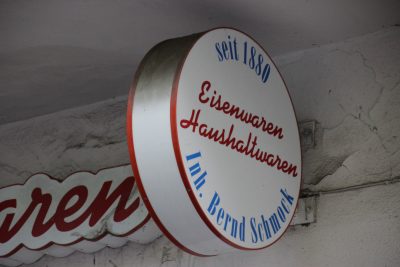 seit 1880
Eisenwaren
Haushaltwaren
Inh. Bernd Schmock
aren